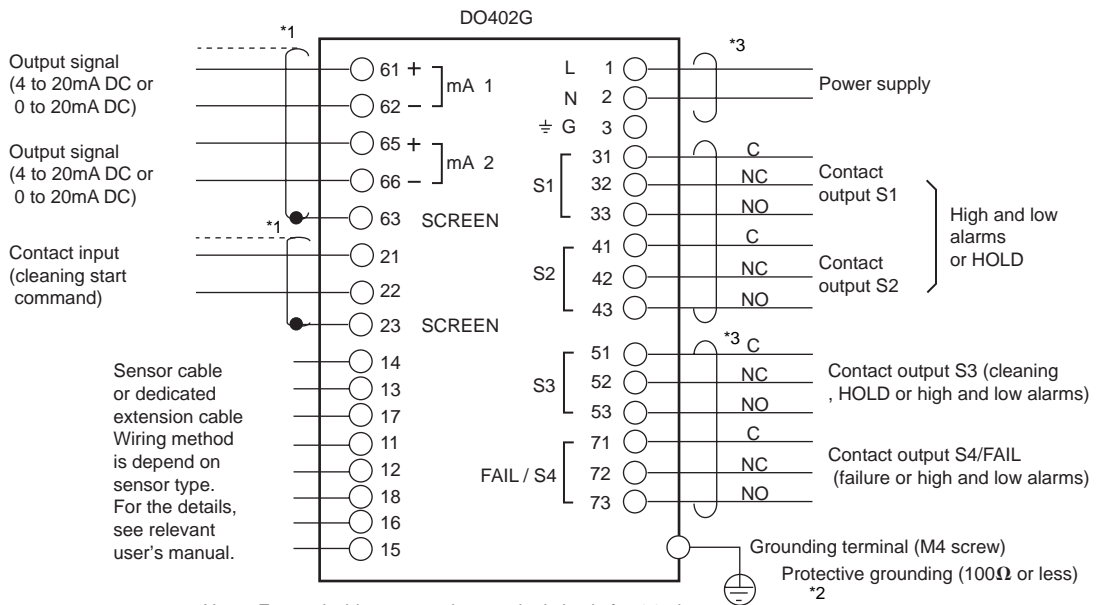 DO402G
*1
Output signal
(4 to 20mA DC or
0 to 20mA DC)
Output signal
(4 to 20mA DC or
0 to 20mA DC)
*1
Contact input
(cleaning start
command)
Sensor cable
or dedicated
extension cable
Wiring method
is depend on
sensor type.
For the details,
see relevant
user's manual.
61 +
62 −
mA 1
65 +
66 −
mA 2
63 SCREEN
21
22
23 SCREEN
14
13
17
11
12
18
16
15
L 1
N 2
G 3
S1
31
32
33
S2
41
42
43
S3
51
52
53
FAIL / S4
71
72
73
*3
Power supply
C
NC
NO
Contact
output S1
C
NC
NO
Contact
output S2
High and low
alarms
or HOLD
*3
C
NC
NO
Contact output S3 (cleaning
, HOLD or high and low alarms)
C
NC
NO
Contact output S4/FAIL
(failure or high and low alarms)
Grounding terminal (M4 screw)
Protective grounding (100Ω or less)
*2